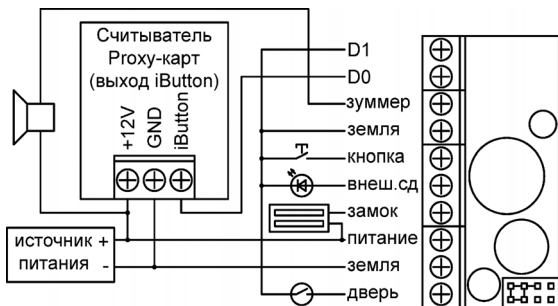 Считыватель
Proxy-карт
(выход iButton)
+12V
GND
iButton
D1
D0
зуммер
земля
кнопка
внеш.сд
замок
питание
земля
дверь
источник +
питания -